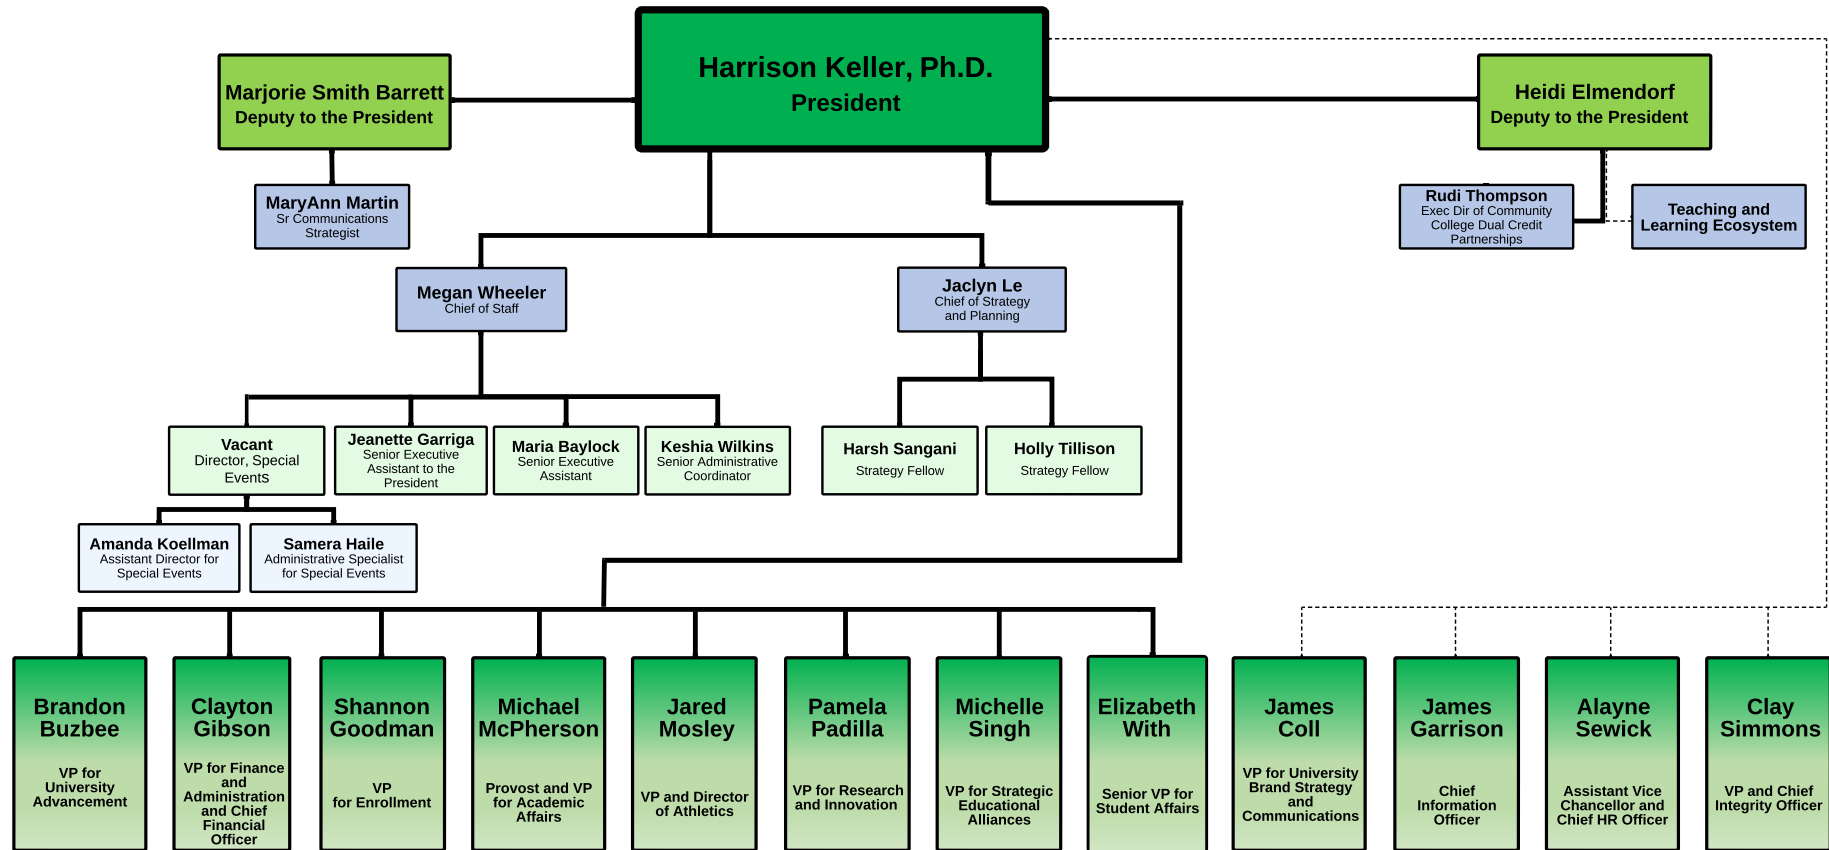 Harrison Keller, Ph.D.
President
Marjorie Smith Barrett
Deputy to the President
Heidi Elmendorf
Deputy to the President
MaryAnn Martin
Sr Communications
Strategist
Rudi Thompson
Exec Dir of Community
College Dual Credit
Partnerships
Teaching and
Learning Ecosystem
Megan Wheeler
Chief of Staff
Jaclyn Le
Chief of Strategy
and Planning
Vacant
Director, Special
Events
Jeanette Garriga
Senior Executive
Assistant to the
President
Maria Baylock
Senior Executive
Assistant
Keshia Wilkins
Senior Administrative
Coordinator
Harsh Sangani
Strategy Fellow
Holly Tillison
Strategy Fellow
Amanda Koellman
Assistant Director for
Special Events
Samera Haile
Administrative Specialist
for Special Events
Brandon
Buzbee
VP for
University
Advancement
Clayton
Gibson
VP for Finance
and
Administration
and Chief
Financial
Officer
Shannon
Goodman
VP
for Enrollment
Michael
McPherson
Provost and VP
for Academic
Affairs
Jared
Mosley
VP and Director
of Athletics
Pamela
Padilla
VP for Research
and Innovation
Michelle
Singh
VP for Strategic
Educational
Alliances
Elizabeth
With
Senior VP for
Student Affairs
James
Coll
VP for University
Brand Strategy
and
Communications
James
Garrison
Chief
Information
Officer
Alayne
Sewick
Assistant Vice
Chancellor and
Chief HR Officer
Clay
Simmons
VP and Chief
Integrity Officer